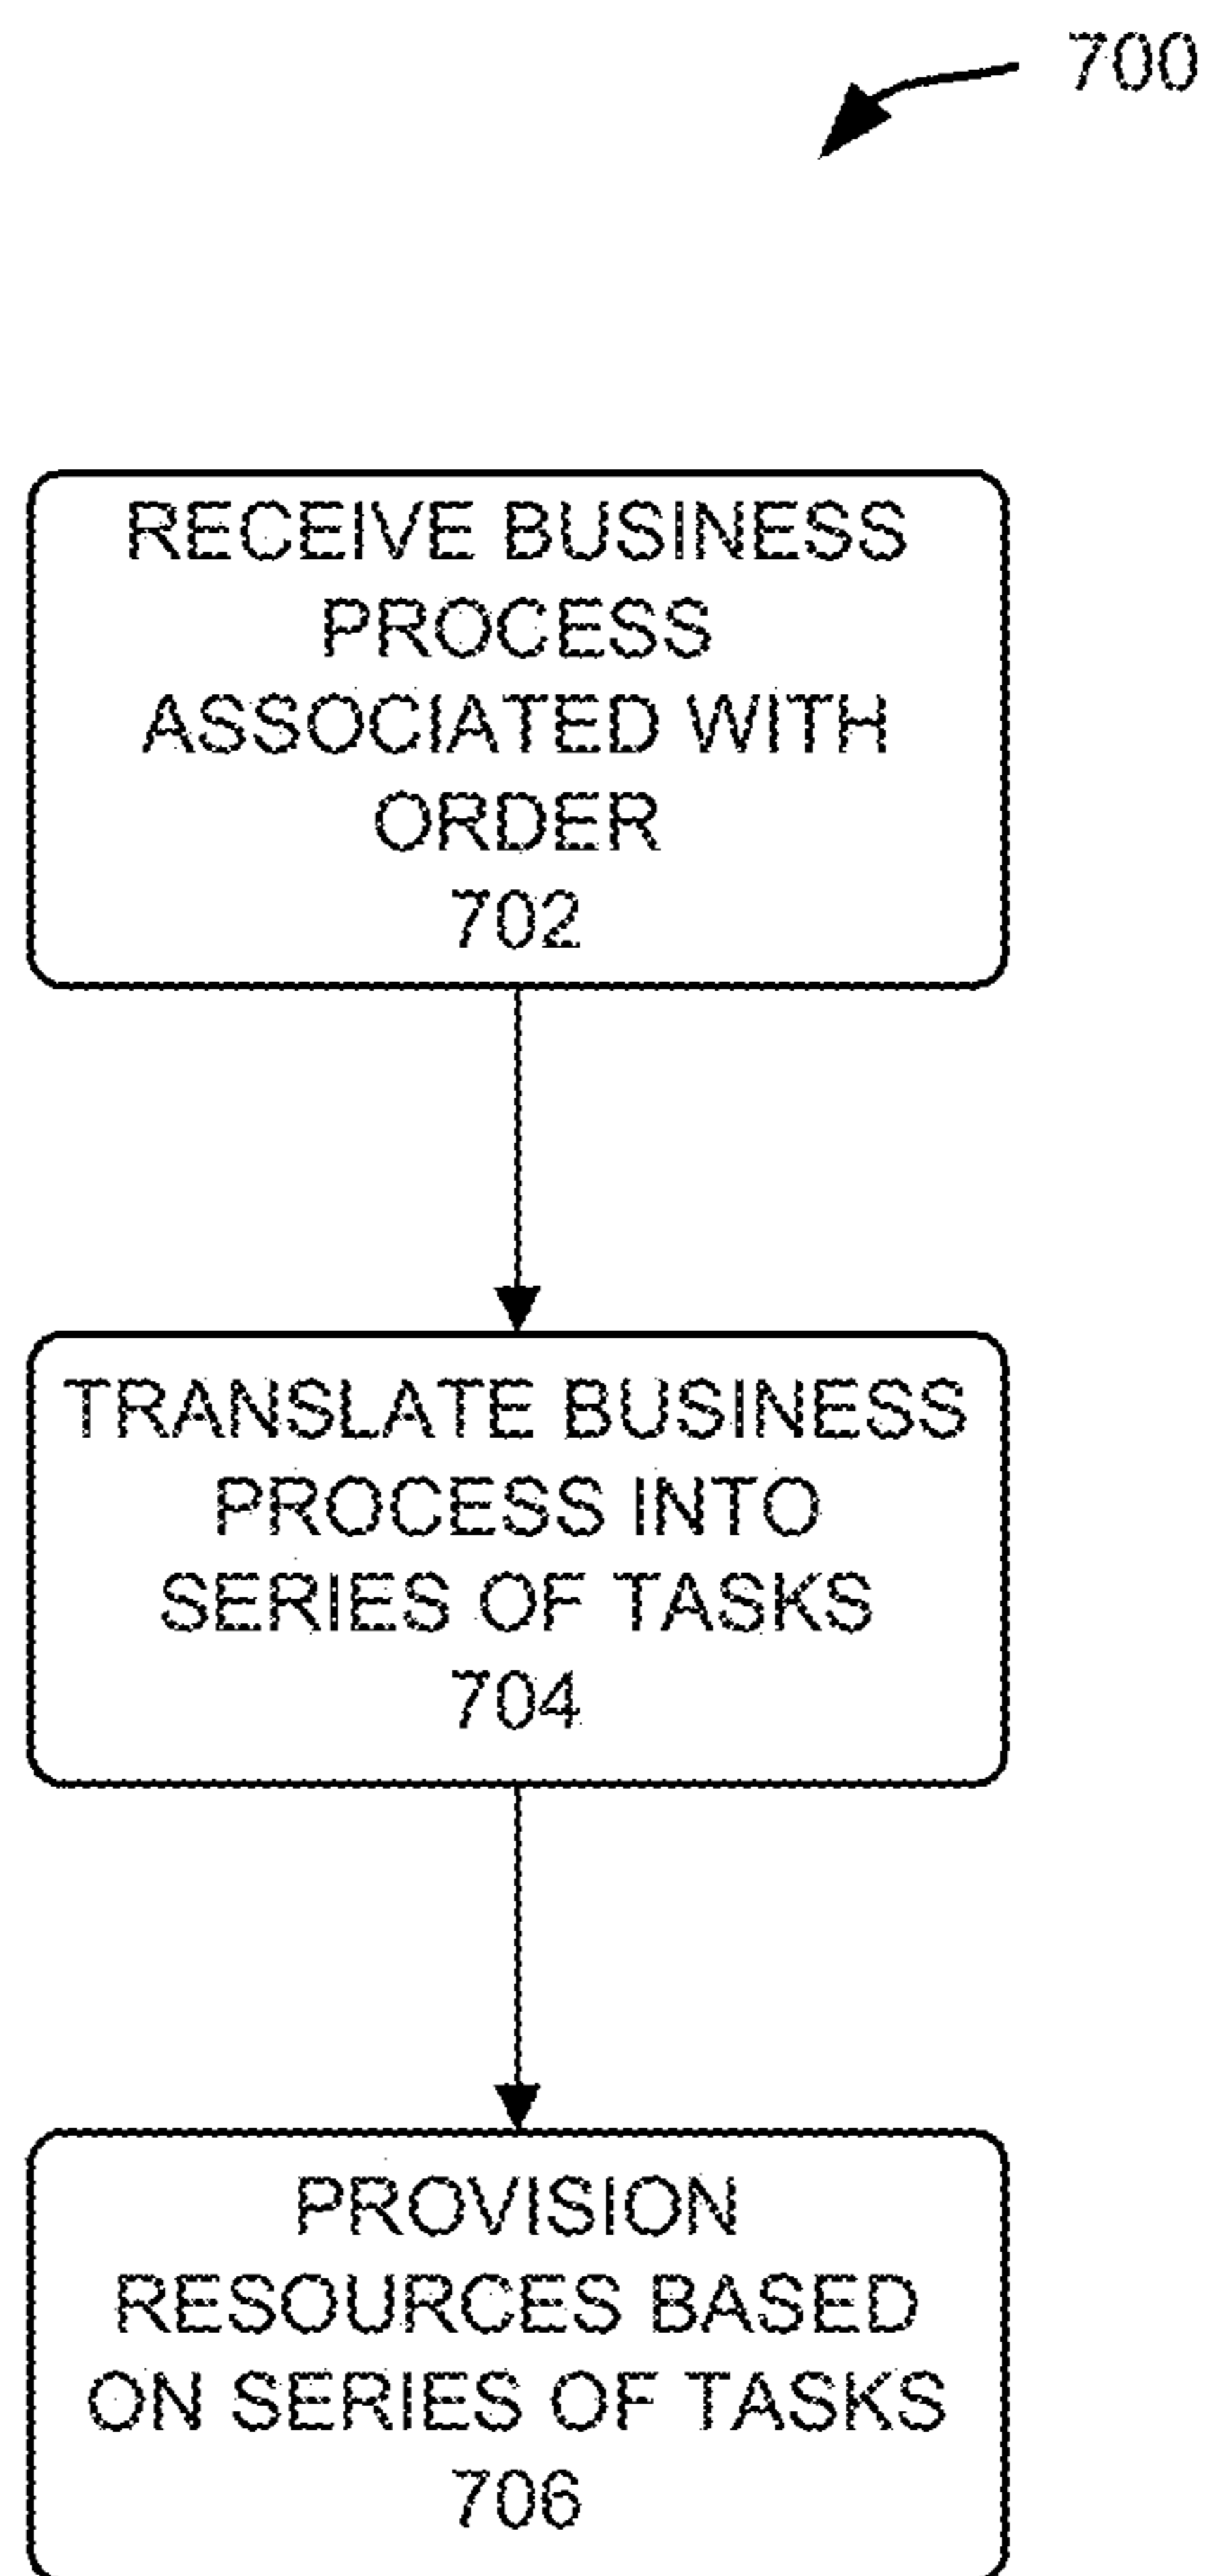 700
RECEIVE BUSINESS
PROCESS
ASSOCIATED WITH
ORDER
702
TRANSLATE BUSINESS
PROCESS INTO
SERIES OF TASKS
704
PROVISION
RESOURCES BASED
ON SERIES OF TASKS
706